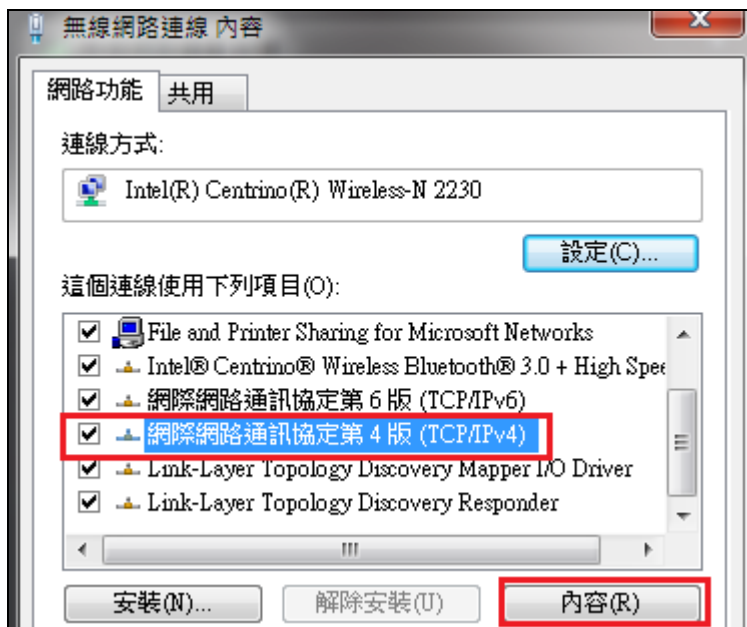 無線網路連線 內容
網路功能 共用
連線方式:
Intel(R) Centrino(R) Wireless-N 2230
設定(C)...
這個連線使用下列項目(O):
File and Printer Sharing for Microsoft Networks
Intel® Centrino® Wireless Bluetooth® 3.0 + High Spee
網際網路通訊協定第 6 版 (TCP/IPv6)
網際網路通訊協定第 4 版 (TCP/IPv4)
Link-Layer Topology Discovery Mapper I/O Driver
Link-Layer Topology Discovery Responder
安裝(N)... 解除安裝(U) 內容(R)